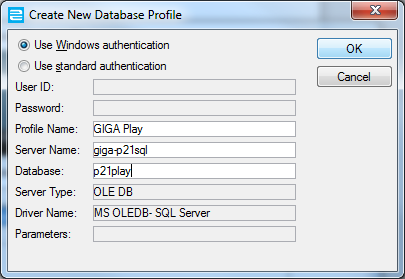 Create New Database Profile
Use Windows authentication
OK
Use standard authentication
Cancel
User ID:
Password:
Profile Name: GIGA Play
Server Name: giga-p21sql
Database: p21play
Server Type: OLE DB
Driver Name: MS OLEDB- SQL Server
Parameters: